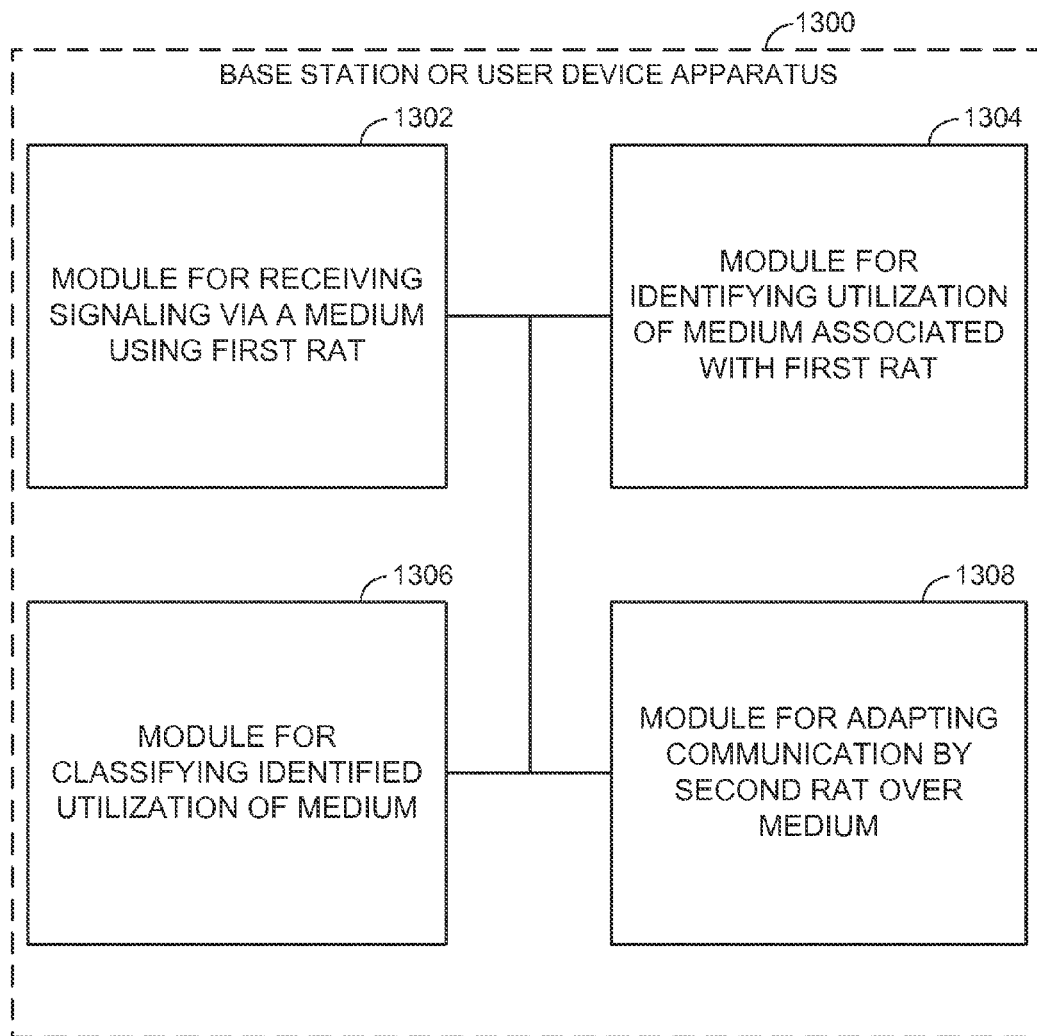 1300
BASE STATION OR USER DEVICE APPARATUS
1302
MODULE FOR RECEIVING
SIGNALING VIA A MEDIUM
USING FIRST RAT
1304
MODULE FOR
IDENTIFYING UTILIZATION
OF MEDIUM ASSOCIATED
WITH FIRST RAT
1306
MODULE FOR
CLASSIFYING IDENTIFIED
UTILIZATION OF MEDIUM
1308
MODULE FOR ADAPTING
COMMUNICATION BY
SECOND RAT OVER
MEDIUM